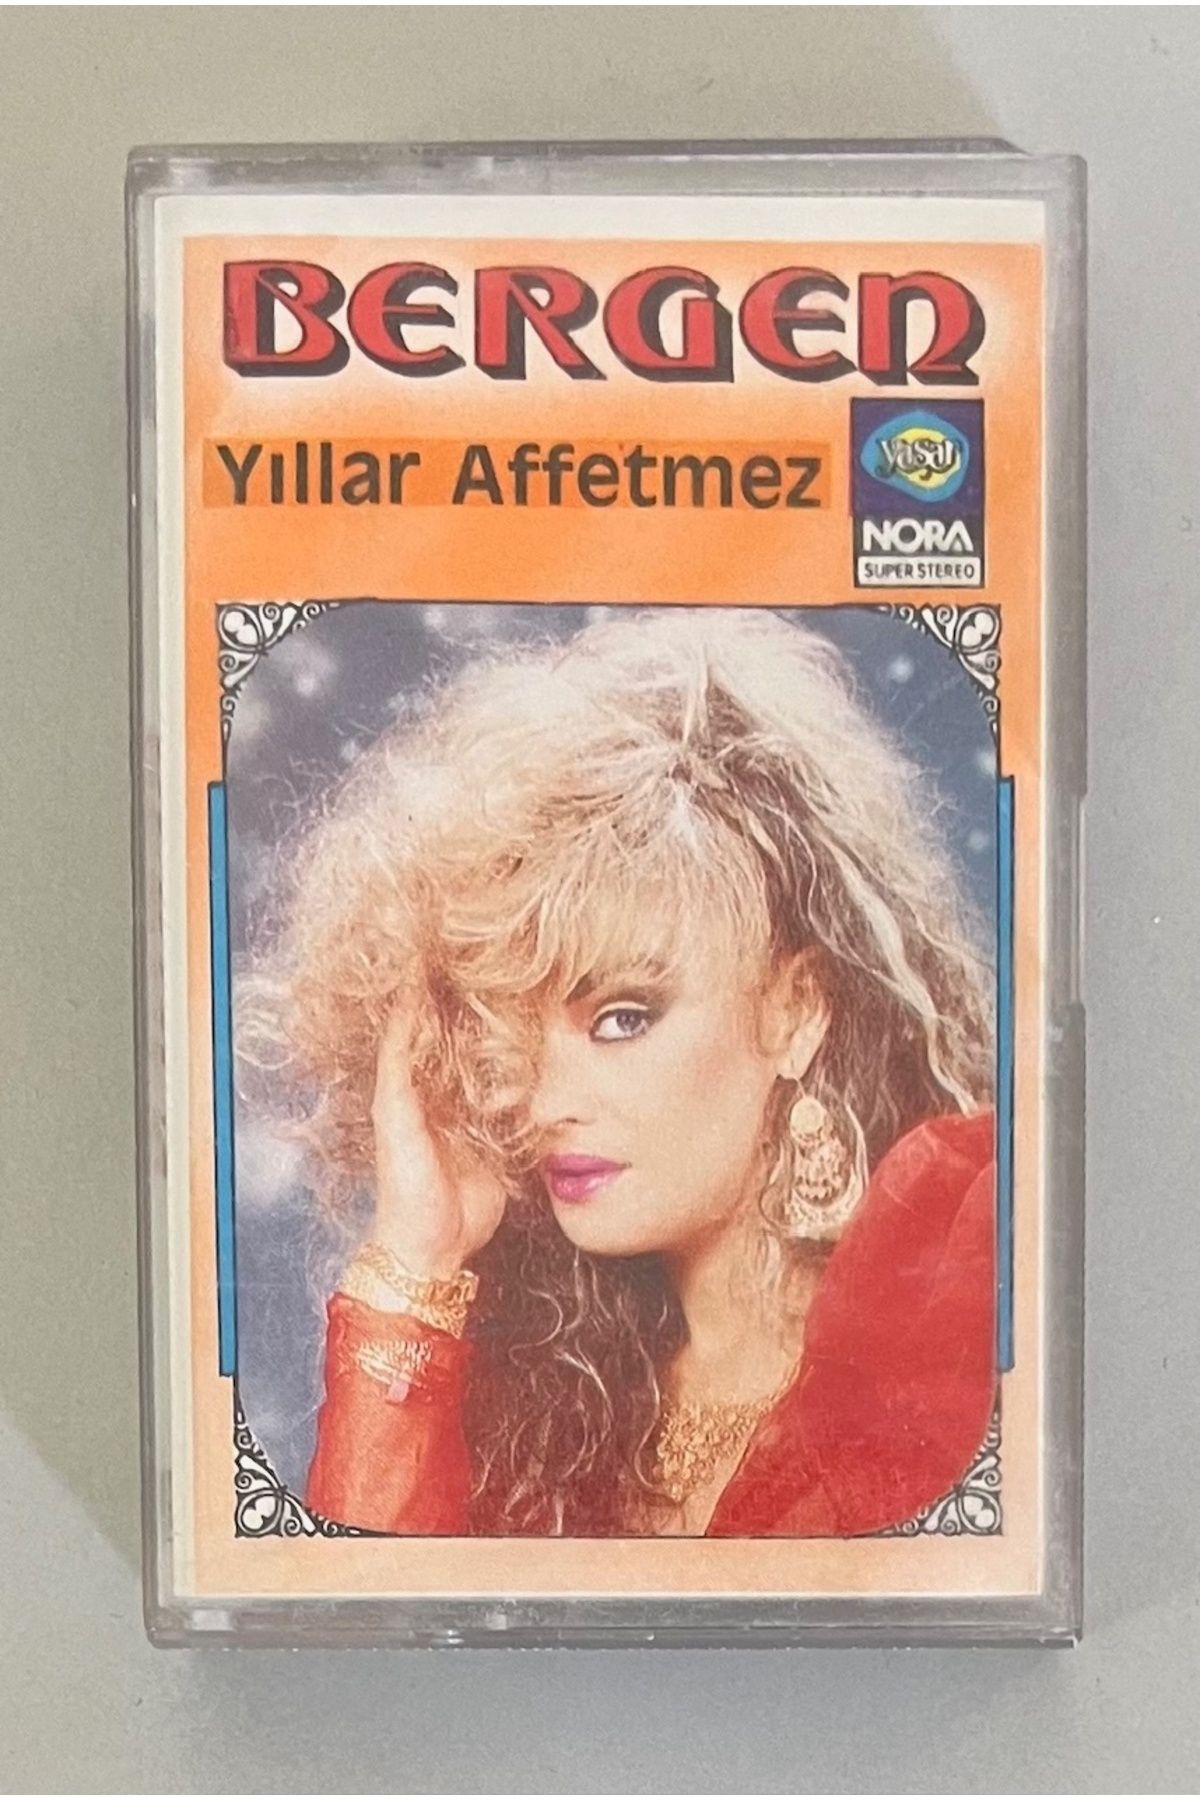 BERGEN
Yıllar Affetmez
yaşar
NORA
SUPER STEREO